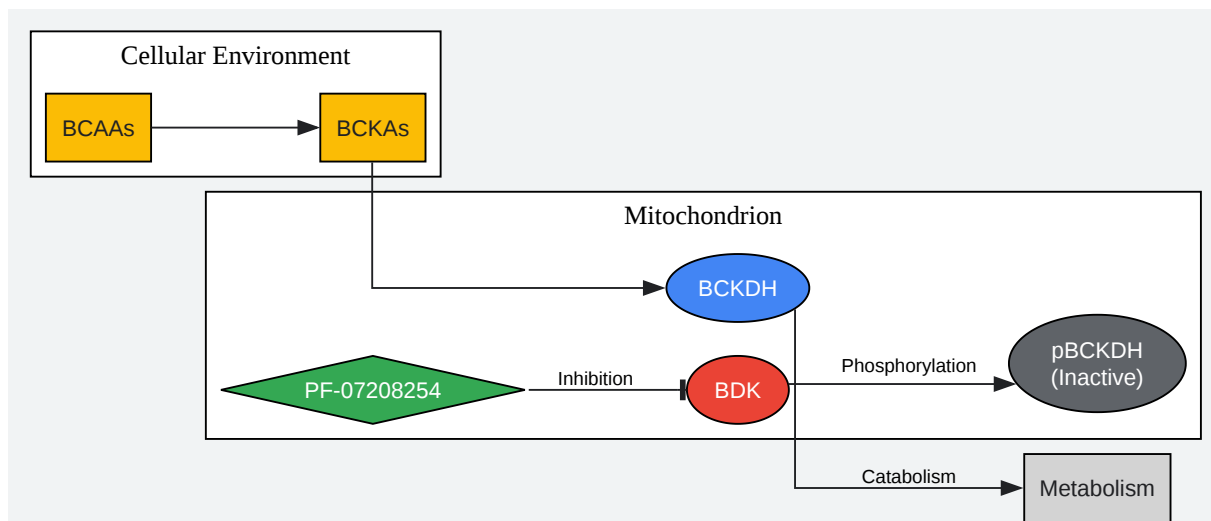 Cellular Environment
BCAAs
BCKAs
Mitochondrion
BCKDH
PF-07208254
Inhibition
BDK
Phosphorylation
pBCKDH
(Inactive)
Catabolism
Metabolism